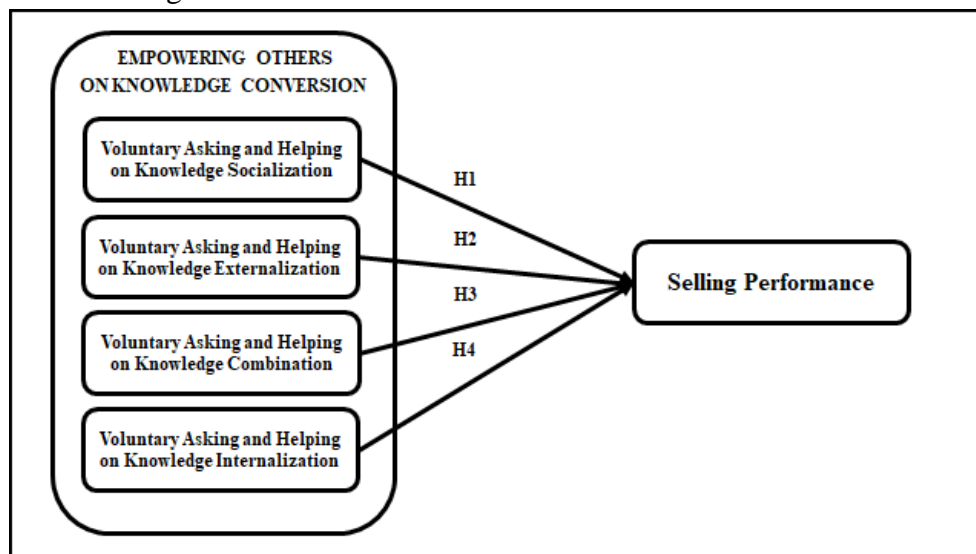 EMPOWERING OTHERS
ON KNOWLEDGE CONVERSION
Voluntary Asking and Helping
on Knowledge Socialization
H1
Voluntary Asking and Helping
on Knowledge Externalization
H2
Selling Performance
H3
Voluntary Asking and Helping
on Knowledge Combination
H4
Voluntary Asking and Helping
on Knowledge Internalization